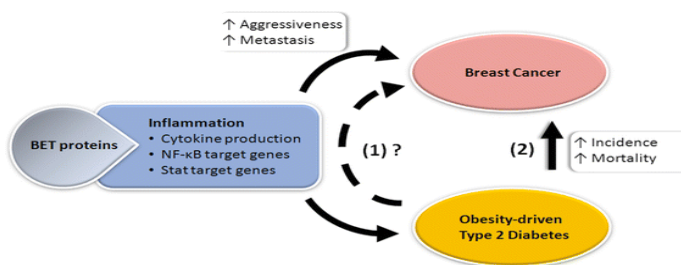 ↑ Aggressiveness
↑ Metastasis
Breast Cancer
BET proteins
Inflammation
• Cytokine production
• NF-κB target genes
• Stat target genes
(1) ?
(2)
↑ Incidence
↑ Mortality
Obesity-driven
Type 2 Diabetes